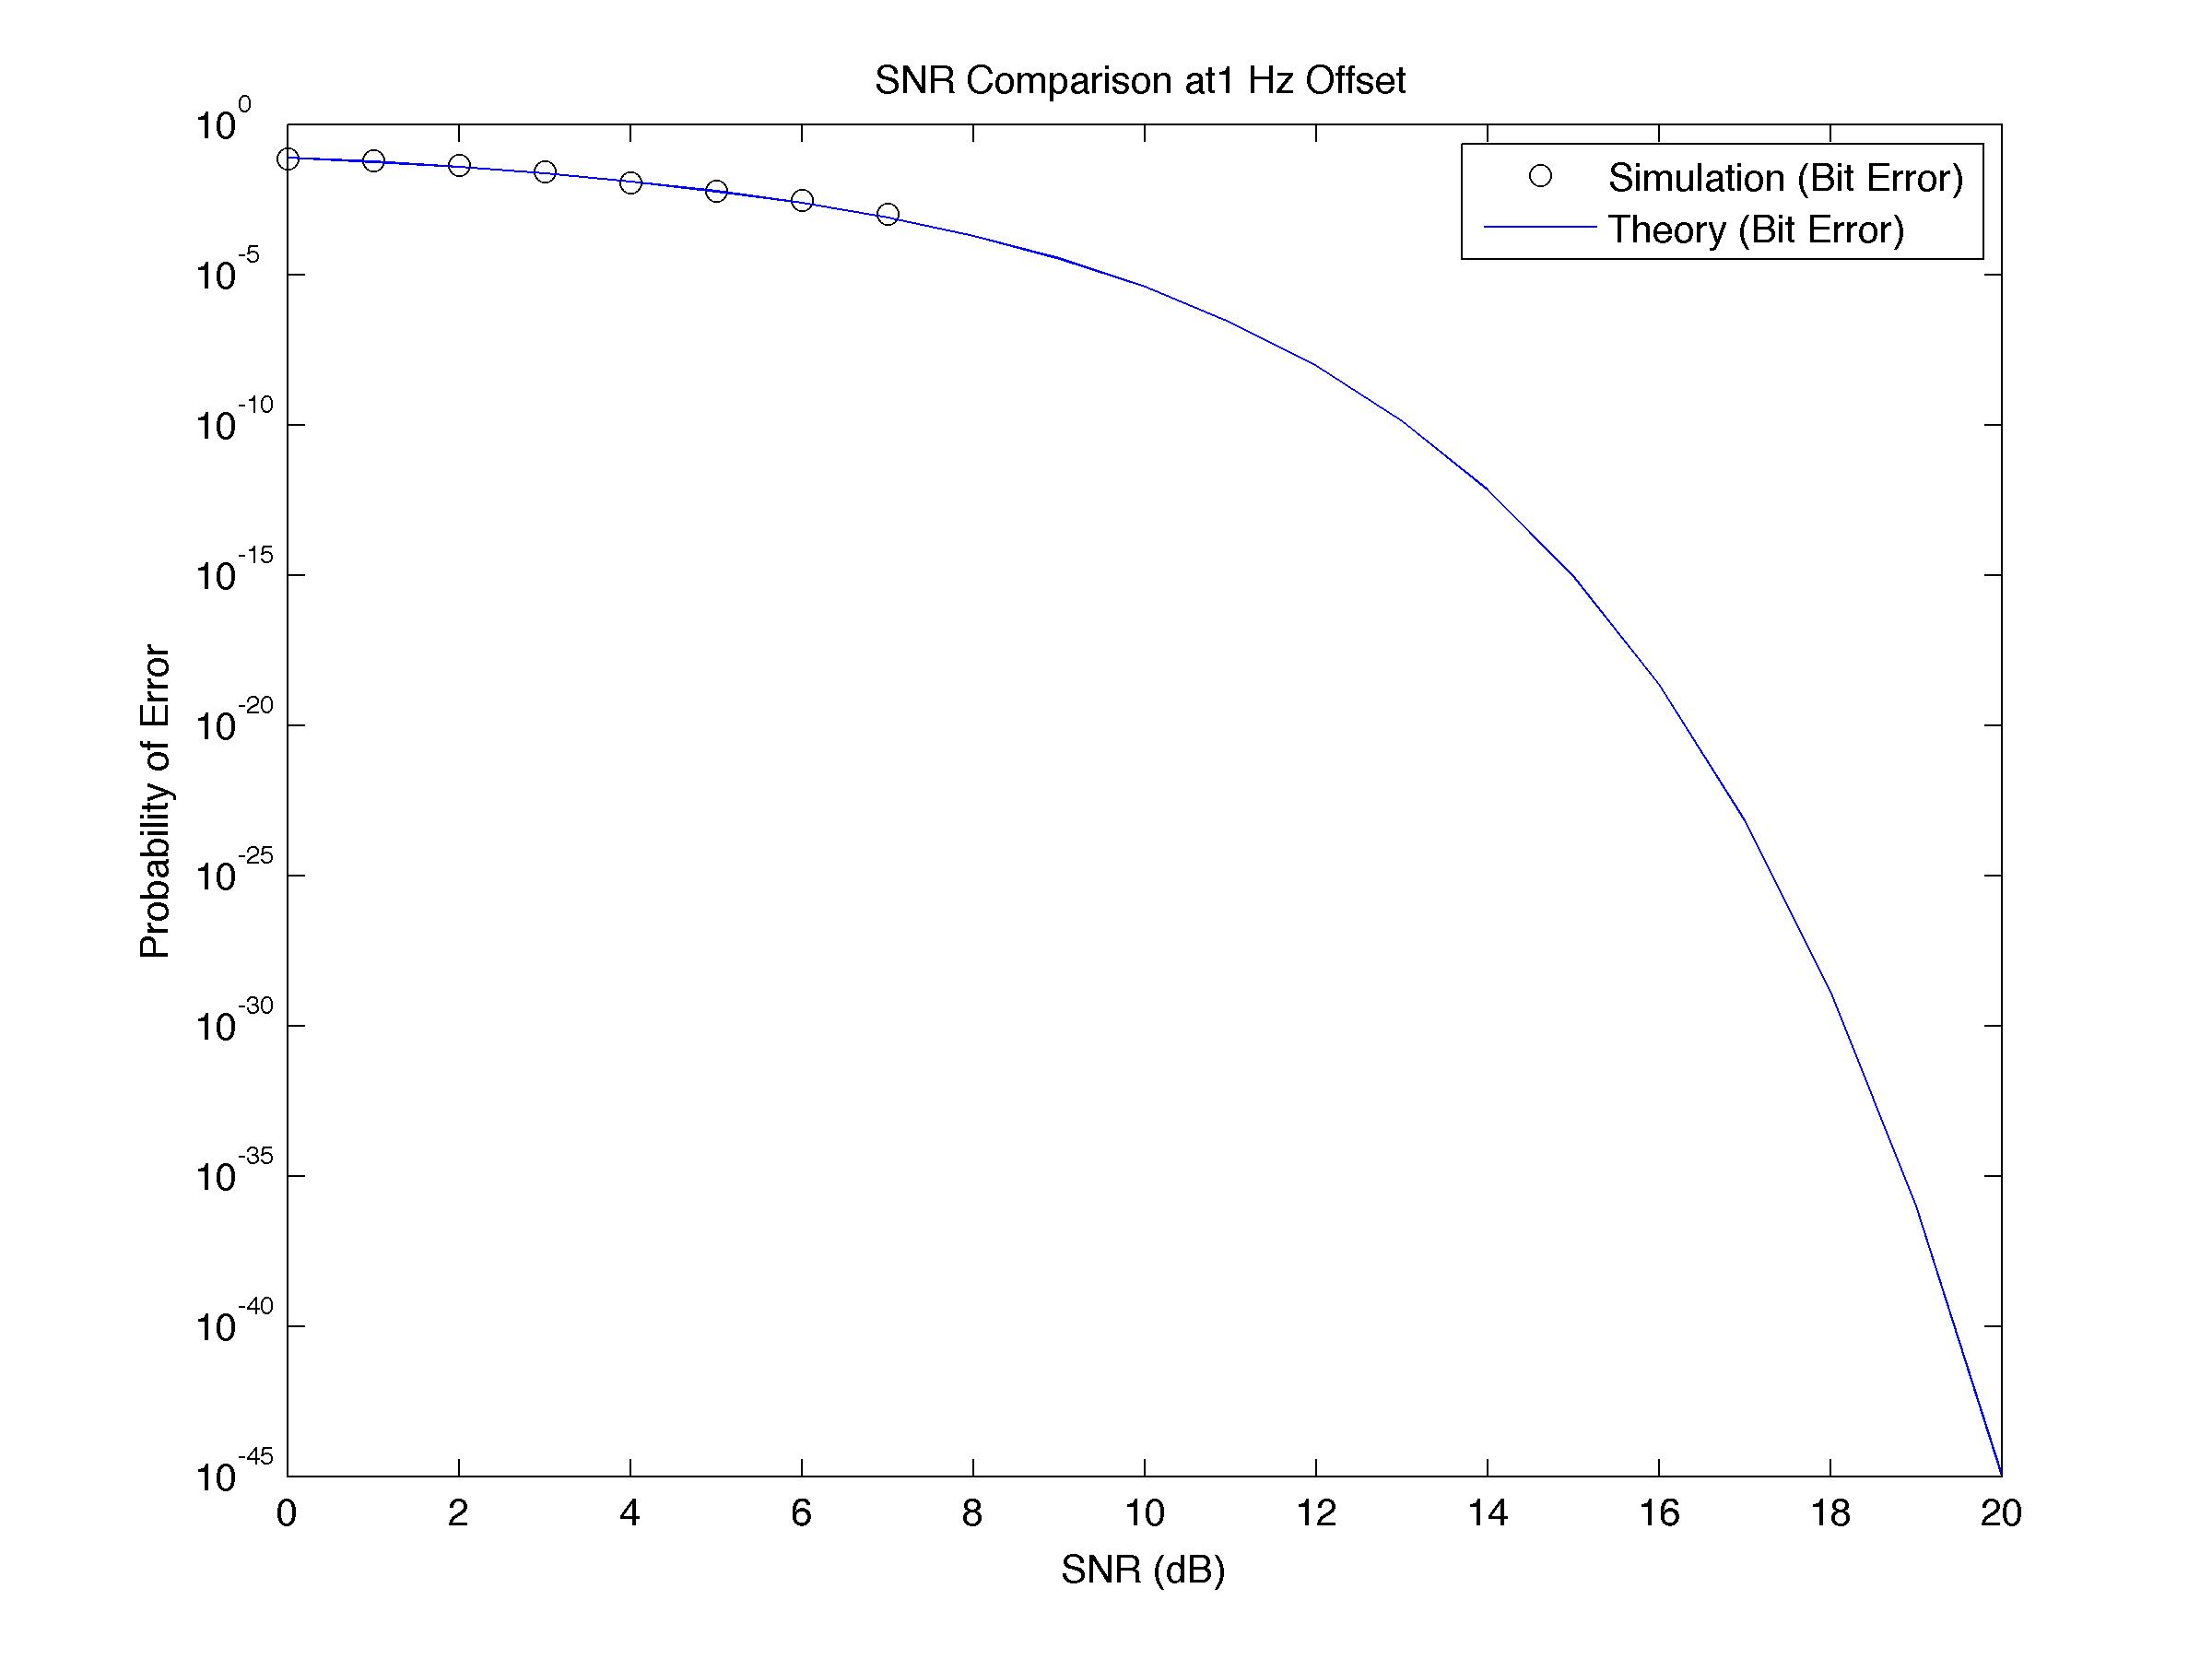 SNR Comparison at1 Hz Offset
10^0
10^-5
10^-10
10^-15
10^-20
10^-25
10^-30
10^-35
10^-40
10^-45
Probability of Error
Simulation (Bit Error)
Theory (Bit Error)
0 2 4 6 8 10 12 14 16 18 20
SNR (dB)